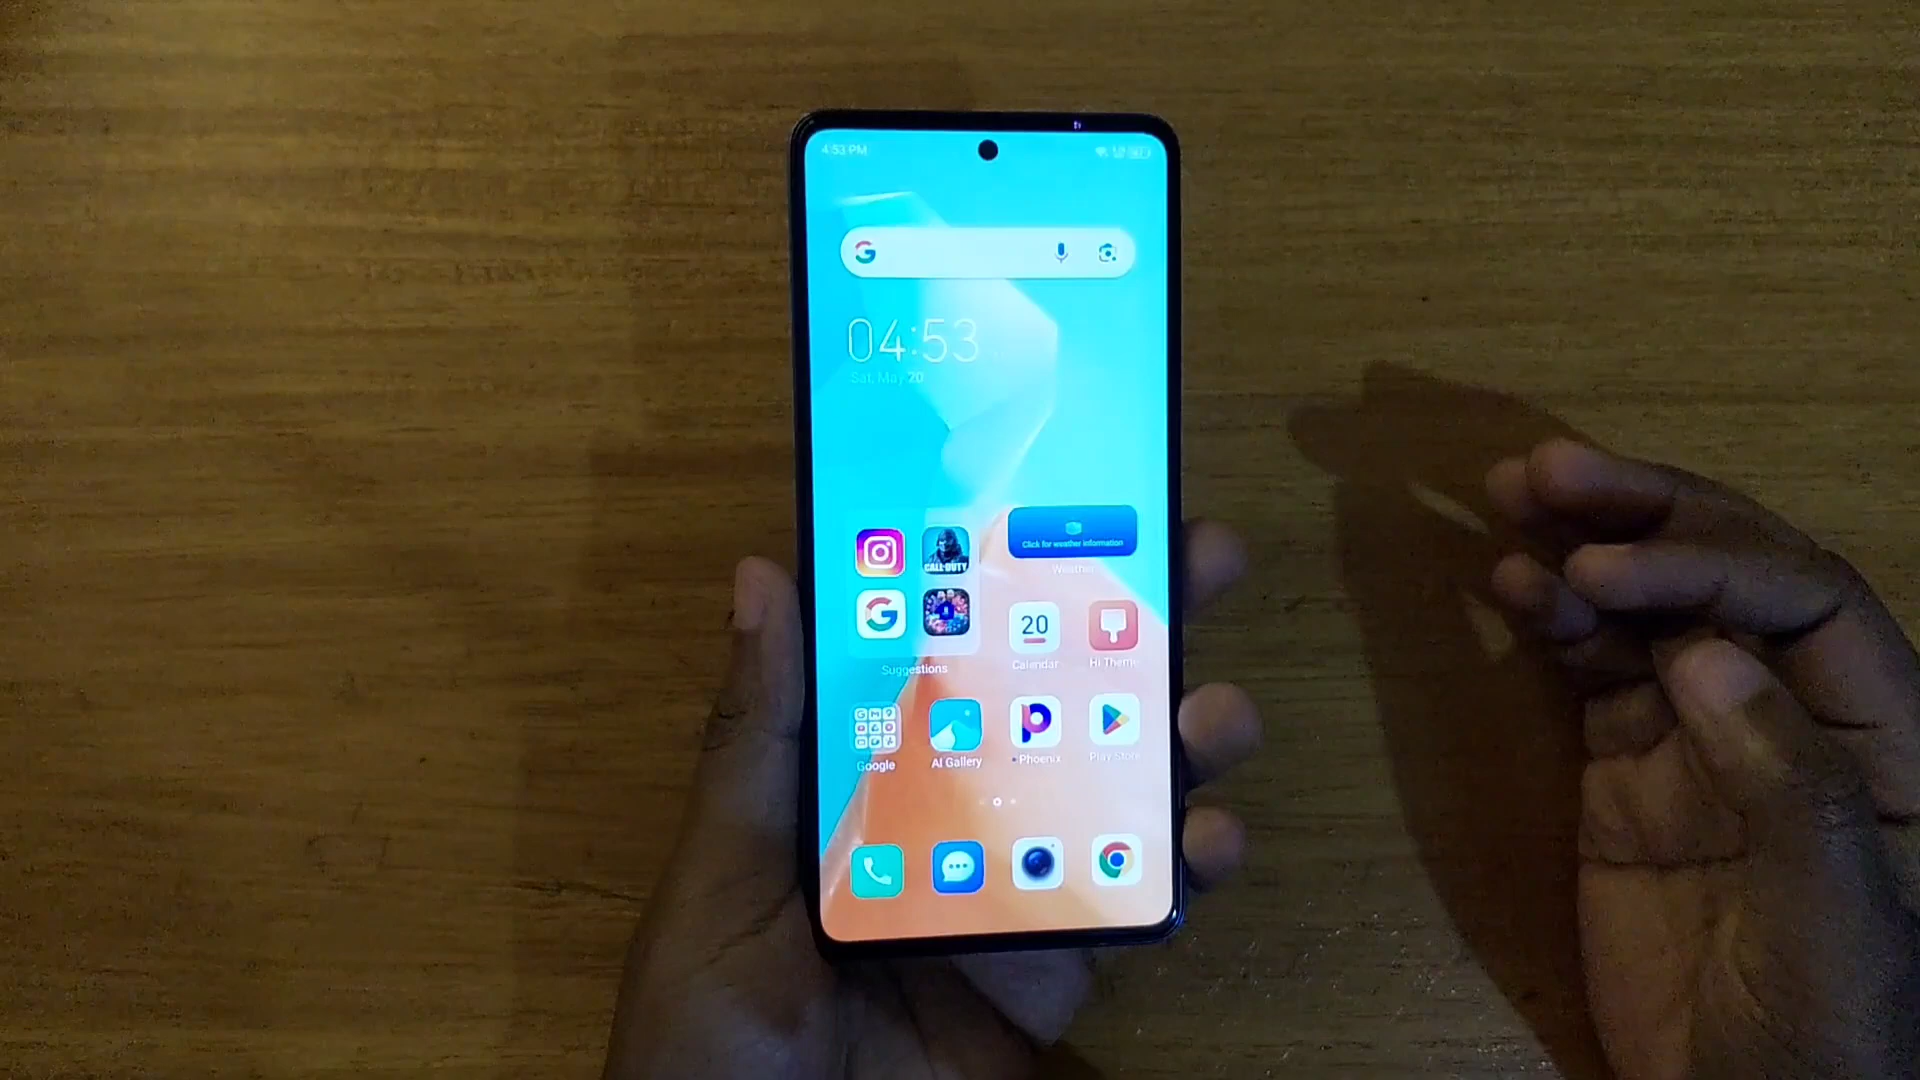 4:53 PM
04:53
Sat, May 20
Click for weather information
Weather
CALL DUTY
20
Calendar
Hi Theme
Suggestions
Google
AI Gallery
Phoenix
Play Store